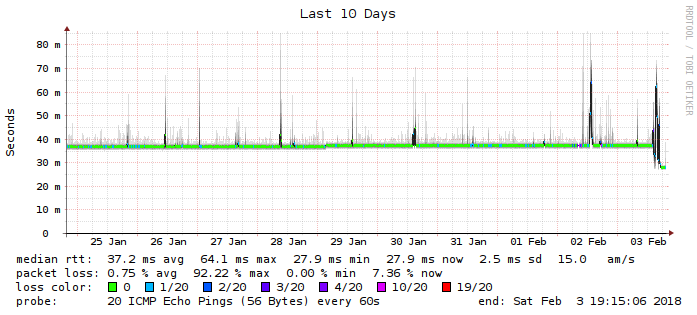 Last 10 Days
RRDTOOL / TOBI OETIKER
Seconds
80 m
70 m
60 m
50 m
40 m
30 m
20 m
10 m
0
25 Jan 26 Jan 27 Jan 28 Jan 29 Jan 30 Jan 31 Jan 01 Feb 02 Feb 03 Feb
median rtt: 37.2 ms avg 64.1 ms max 27.9 ms min 27.9 ms now 2.5 ms sd 15.0 am/s
packet loss: 0.75 % avg 92.22 % max 0.00 % min 7.36 % now
loss color: 0 1/20 2/20 3/20 4/20 10/20 19/20
probe: 20 ICMP Echo Pings (56 Bytes) every 60s end: Sat Feb 3 19:15:06 2018